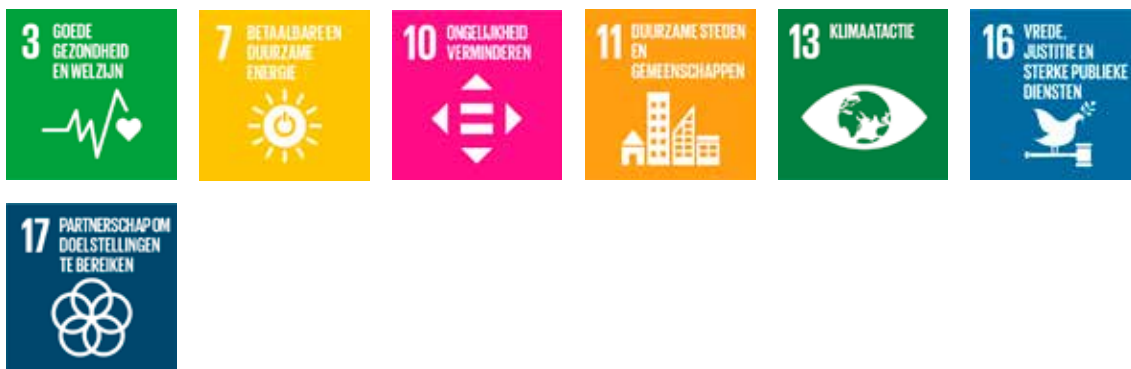 3 GOEDE
GEZONDHEID
EN WELZIJN
7 BETAALBARE EN
DUURZAME
ENERGIE
10 ONGELIJKHEID
VERMINDEREN
11 DUURZAME STEDEN
EN
GEMEENSCHAPPEN
13 KLIMAATACTIE
16 VREDE,
JUSTITIE EN
STERKE PUBLIEKE
DIENSTEN
17 PARTNERSCHAP OM
DOELSTELLINGEN
TE BEREIKEN